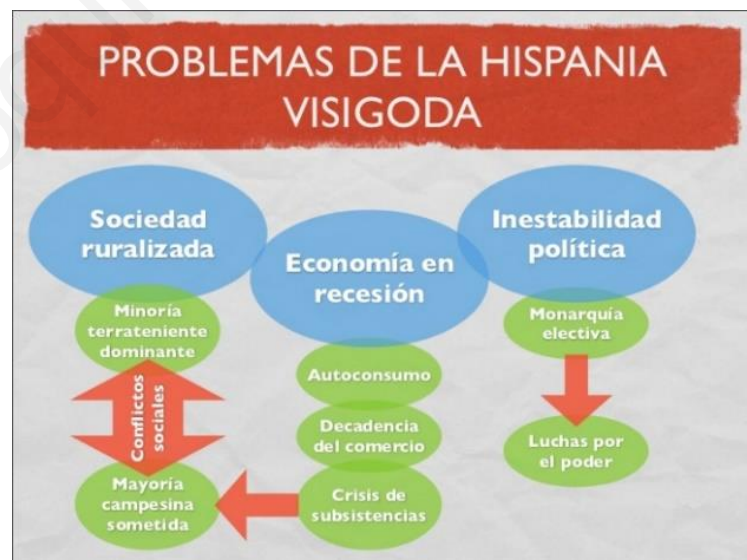 PROBLEMAS DE LA HISPANIA
VISIGODA
Sociedad
ruralizada
Minoría
terrateniente
dominante
Conflictos
sociales
Mayoría
campesina
sometida
Economía en
recesión
Autoconsumo
Decadencia
del comercio
Crisis de
subsistencias
Inestabilidad
política
Monarquía
electiva
Luchas por
el poder